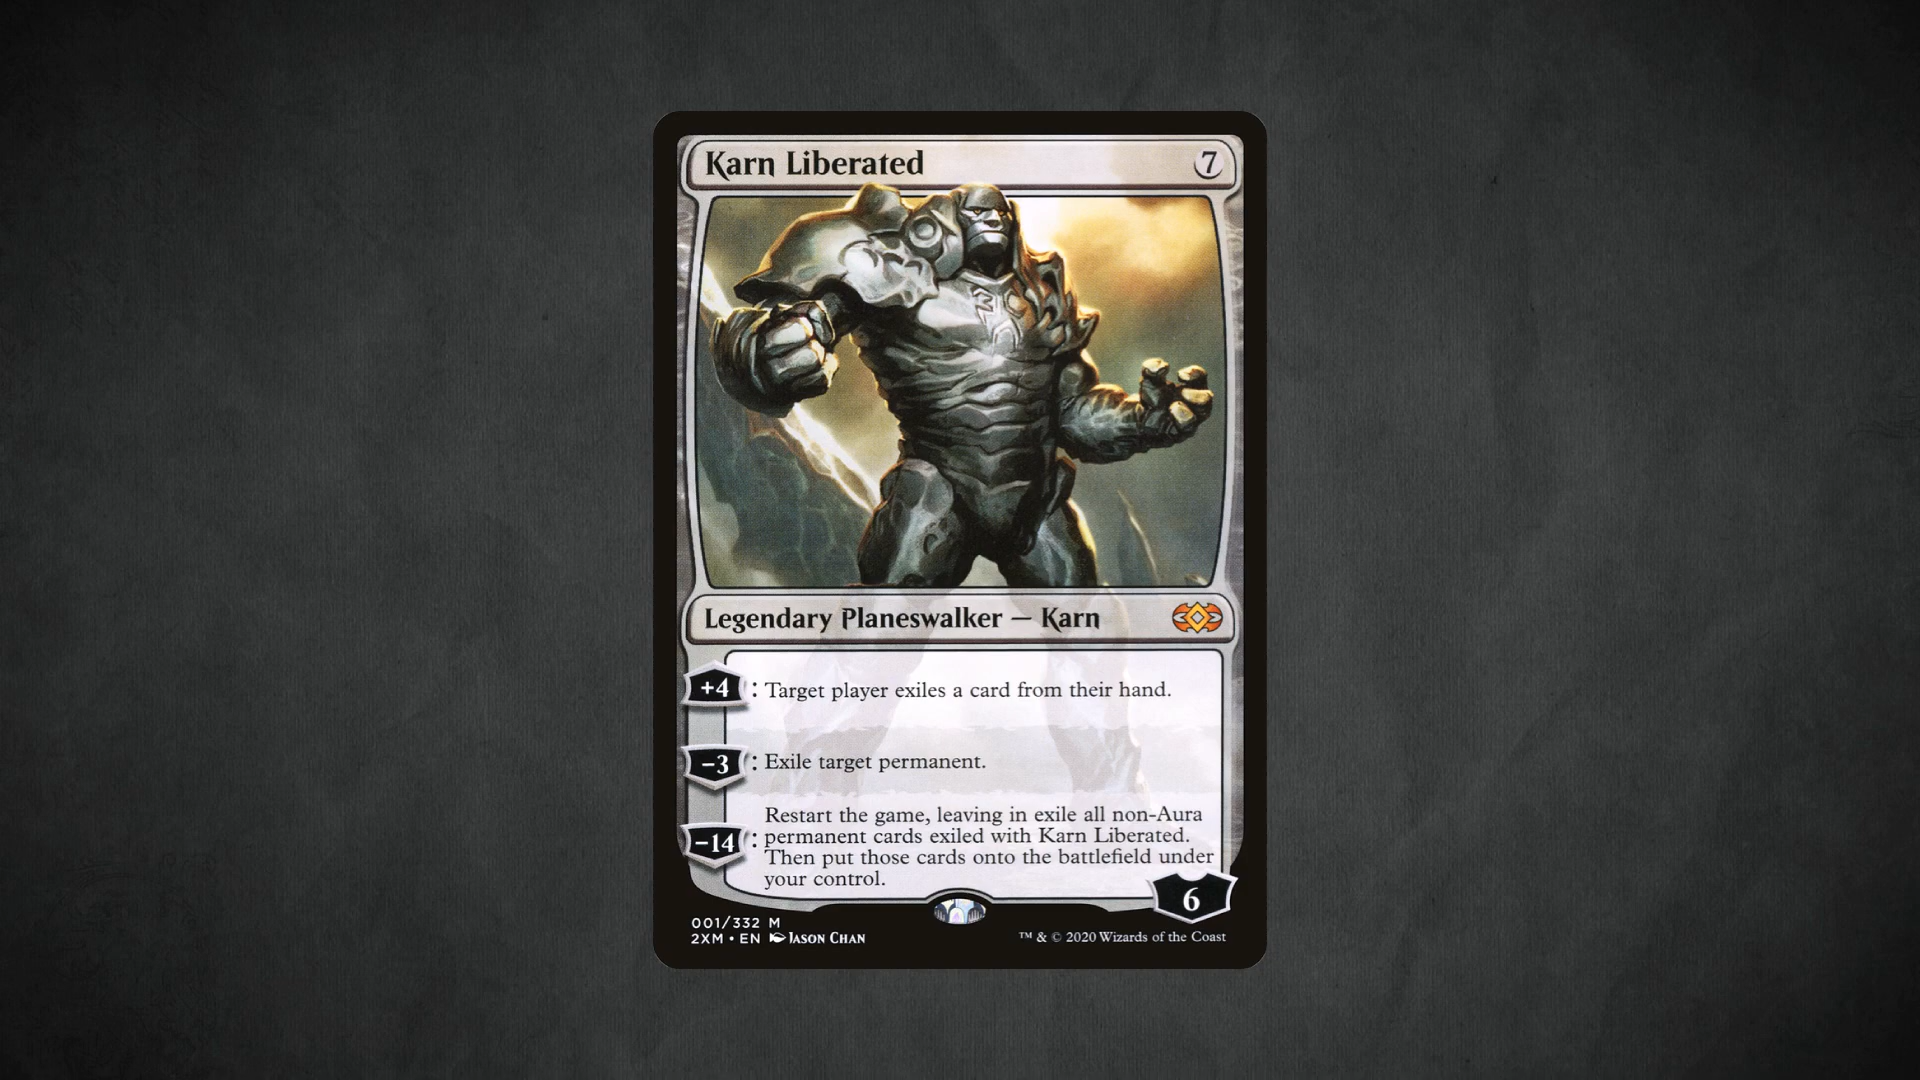 Karn Liberated 7
Legendary Planeswalker — Karn
+4 : Target player exiles a card from their hand.
−3 : Exile target permanent.
−14 : Restart the game, leaving in exile all non-Aura
permanent cards exiled with Karn Liberated.
Then put those cards onto the battlefield under
your control.
6
001/332 M
2XM • EN Jason Chan
™ & © 2020 Wizards of the Coast